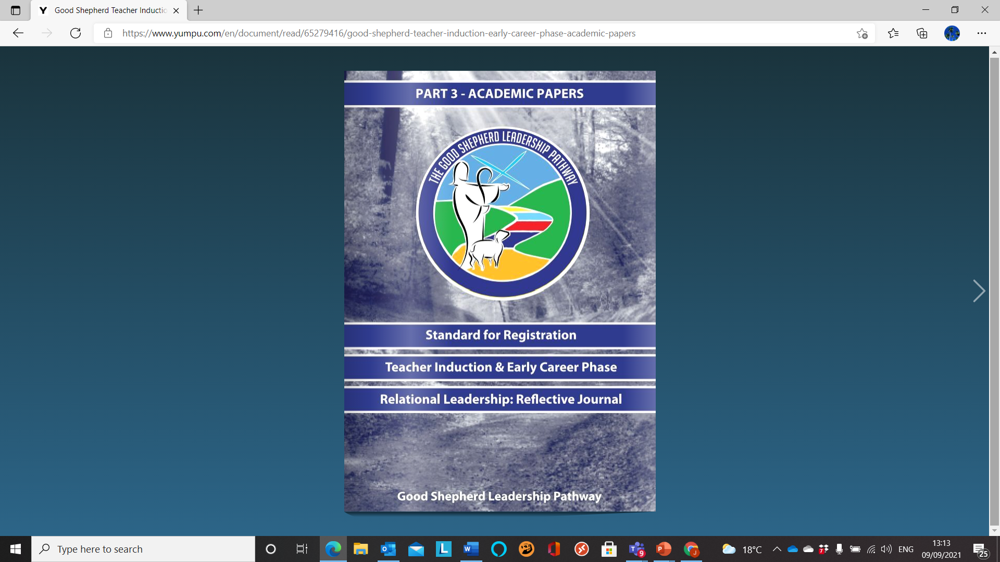 Good Shepherd Teacher Inductio
https://www.yumpu.com/en/document/read/65279416/good-shepherd-teacher-induction-early-career-phase-academic-papers
PART 3 - ACADEMIC PAPERS
THE GOOD SHEPHERD LEADERSHIP PATHWAY
Standard for Registration
Teacher Induction & Early Career Phase
Relational Leadership: Reflective Journal
Good Shepherd Leadership Pathway
Type here to search
18°C
ENG
13:13
09/09/2021
25
7
9